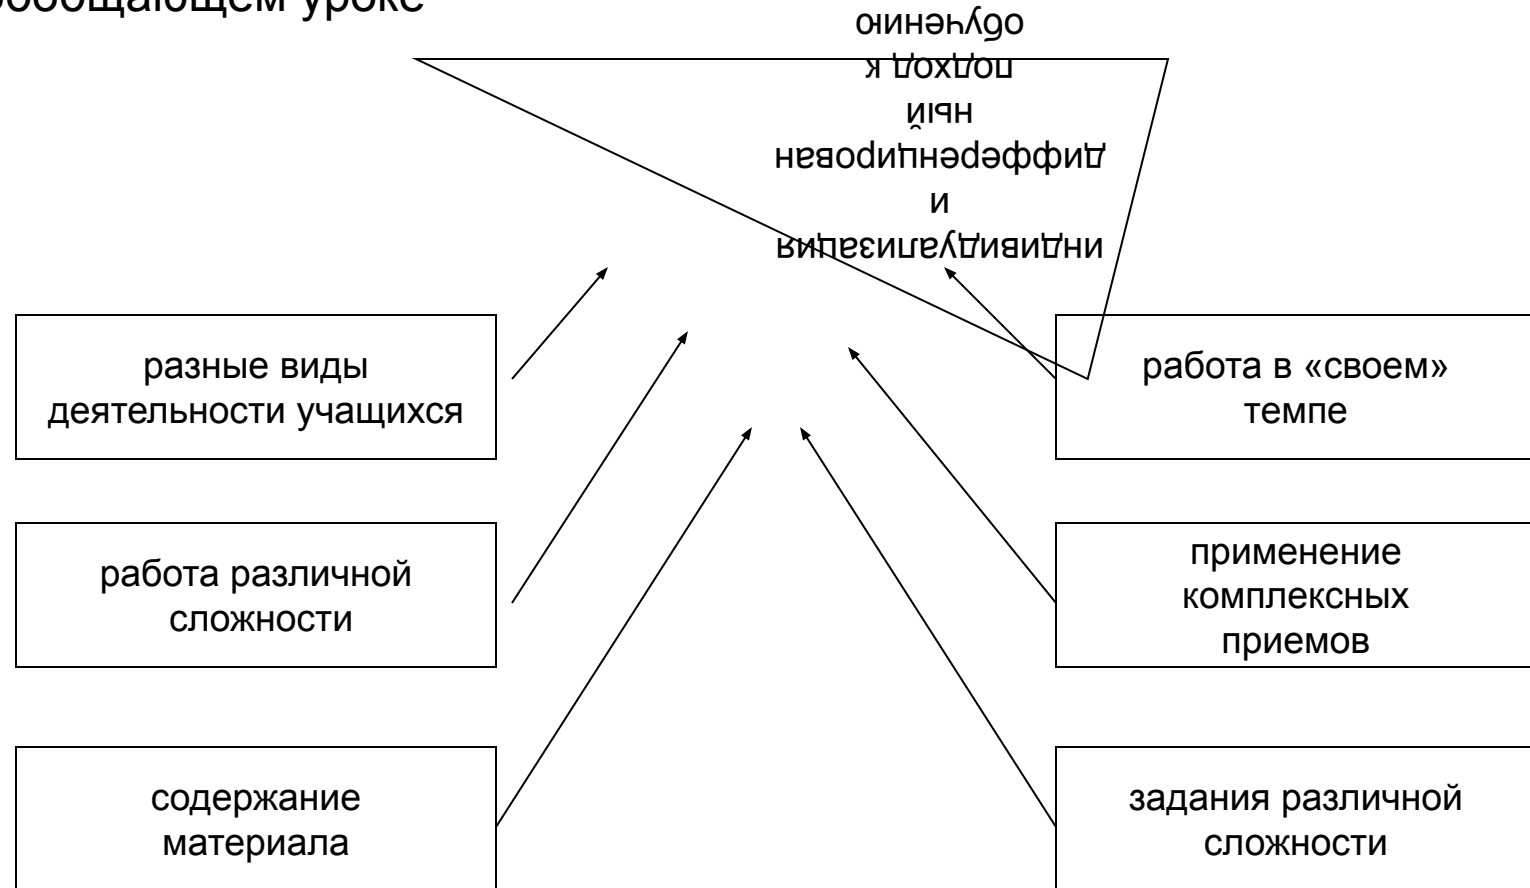 обобщающем уроке
индивидуализация
и
дифференцирован
ный
подход к
обучению
разные виды
деятельности учащихся
работа в «своем»
темпе
работа различной
сложности
применение
комплексных
приемов
содержание
материала
задания различной
сложности